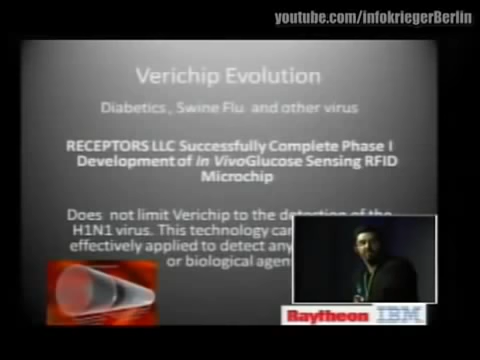 youtube.com/infokriegerBerlin
Verichip Evolution
Diabetics, Swine Flu and other virus
RECEPTORS LLC Successfully Complete Phase I
Development of In VivoGlucose Sensing RFID
Microchip
Does not limit Verichip to the detection of the
H1N1 virus. This technology can
effectively applied to detect any
or biological agen
Raytheon IBM